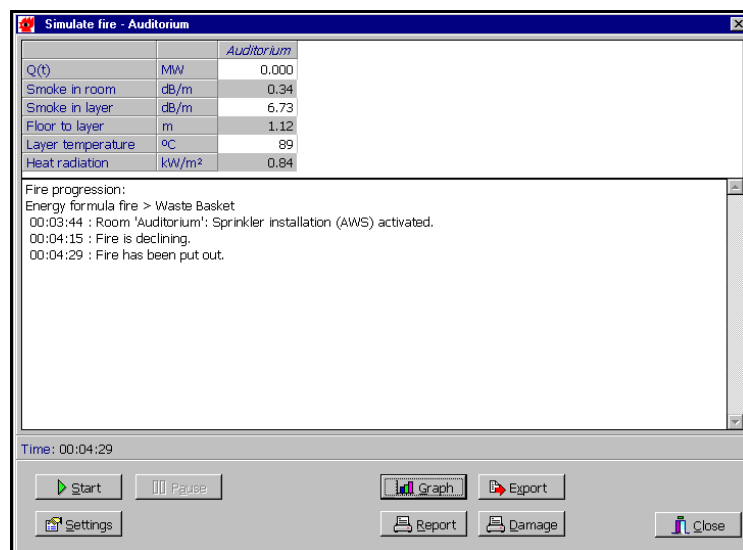 Simulate fire - Auditorium
Auditorium
Q(t) MW 0.000
Smoke in room dB/m 0.34
Smoke in layer dB/m 6.73
Floor to layer m 1.12
Layer temperature ºC 89
Heat radiation kW/m² 0.84
Fire progression:
Energy formula fire > Waste Basket
00:03:44 : Room 'Auditorium': Sprinkler installation (AWS) activated.
00:04:15 : Fire is declining.
00:04:29 : Fire has been put out.
Time: 00:04:29
Start Pause Graph Export
Settings Report Damage Close